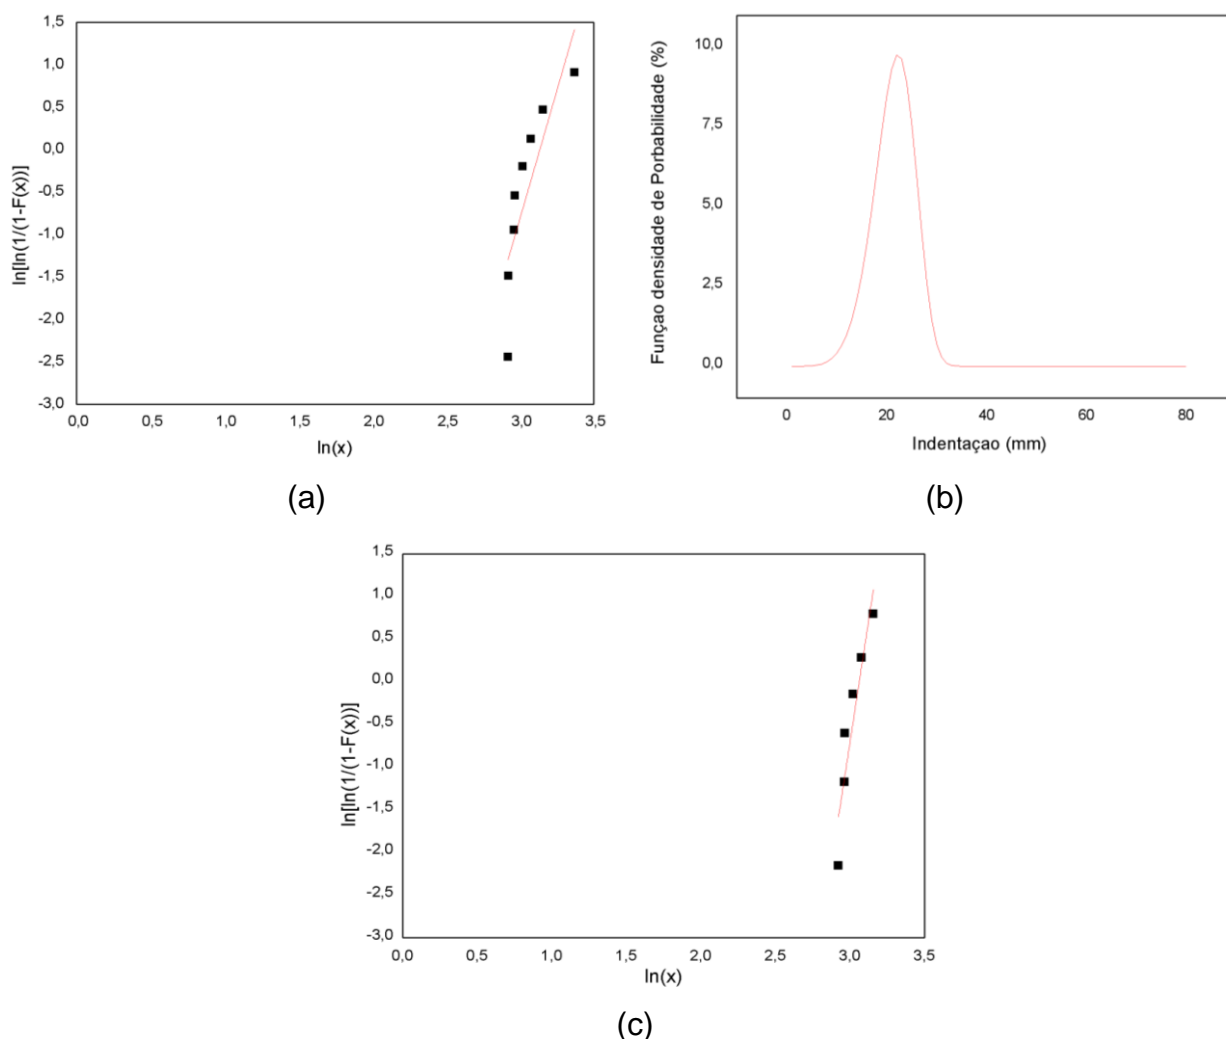 1,5
1,0
0,5
0,0
-0,5
-1,0
-1,5
-2,0
-2,5
-3,0
ln[ln(1/(1-F(x))]
0,0 0,5 1,0 1,5 2,0 2,5 3,0 3,5
ln(x)
(a)
10,0
7,5
5,0
2,5
0,0
Funçao densidade de Porbabilidade (%)
0 20 40 60 80
Indentaçao (mm)
(b)
1,5
1,0
0,5
0,0
-0,5
-1,0
-1,5
-2,0
-2,5
-3,0
ln[ln(1/(1-F(x))]
0,0 0,5 1,0 1,5 2,0 2,5 3,0 3,5
ln(x)
(c)